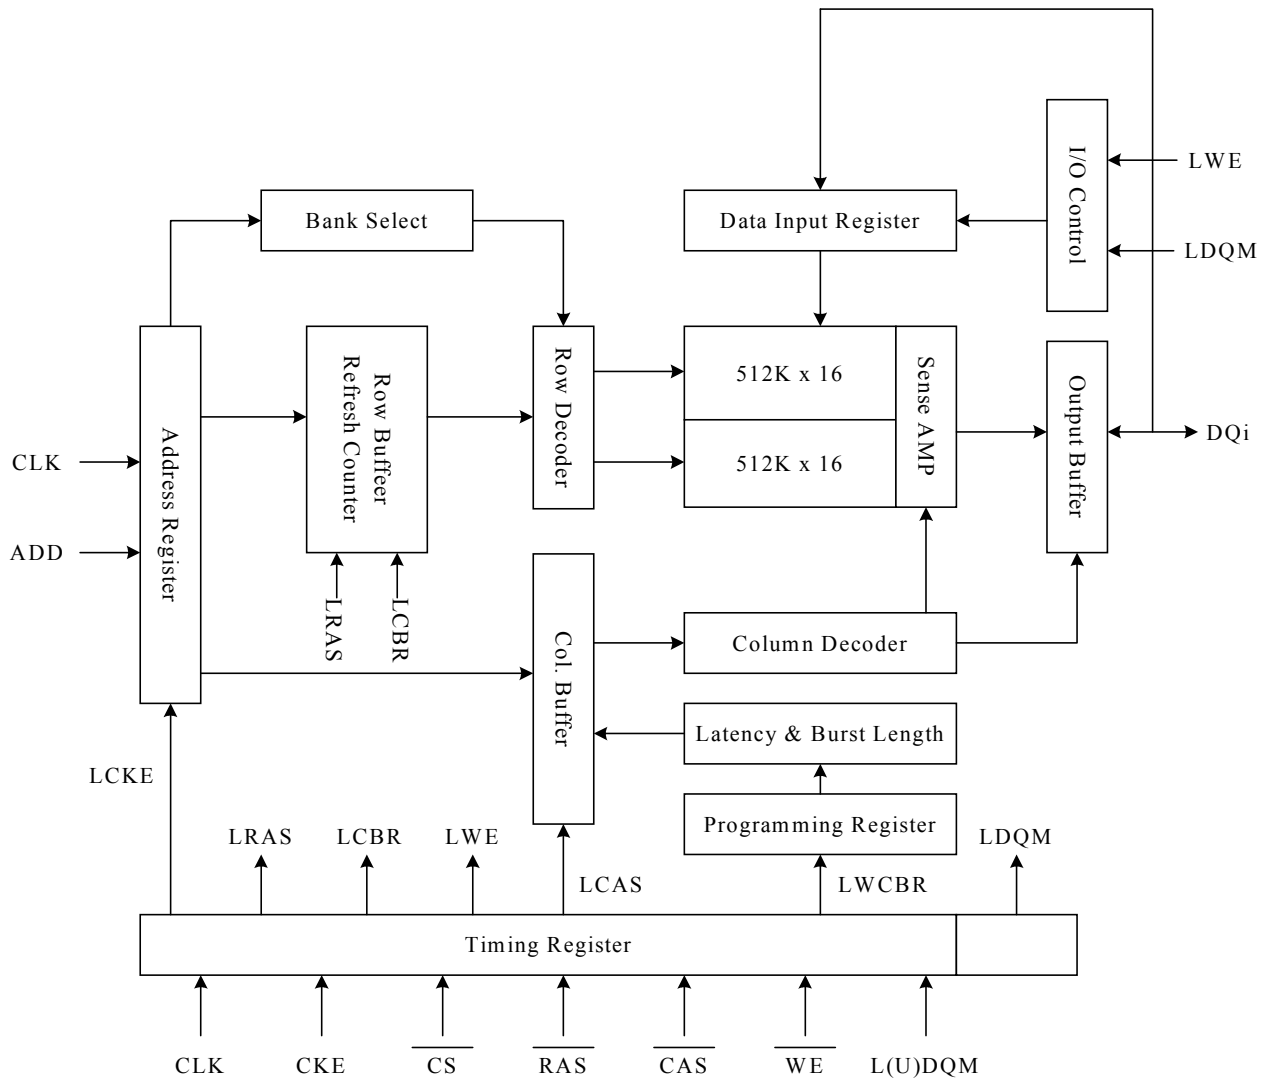 LWE
I/O Control
Bank Select
Data Input Register
LDQM
Address Register
Row Buffeer
Refresh Counter
Row Decoder
512K x 16
Sense AMP
Output Buffer
DQi
CLK
512K x 16
ADD
LRAS
LCBR
Col. Buffer
Column Decoder
Latency & Burst Length
LCKE
Programming Register
LRAS
LCBR
LWE
LDQM
LCAS
LWCBR
Timing Register
CLK
CKE
CS
RAS
CAS
WE
L(U)DQM